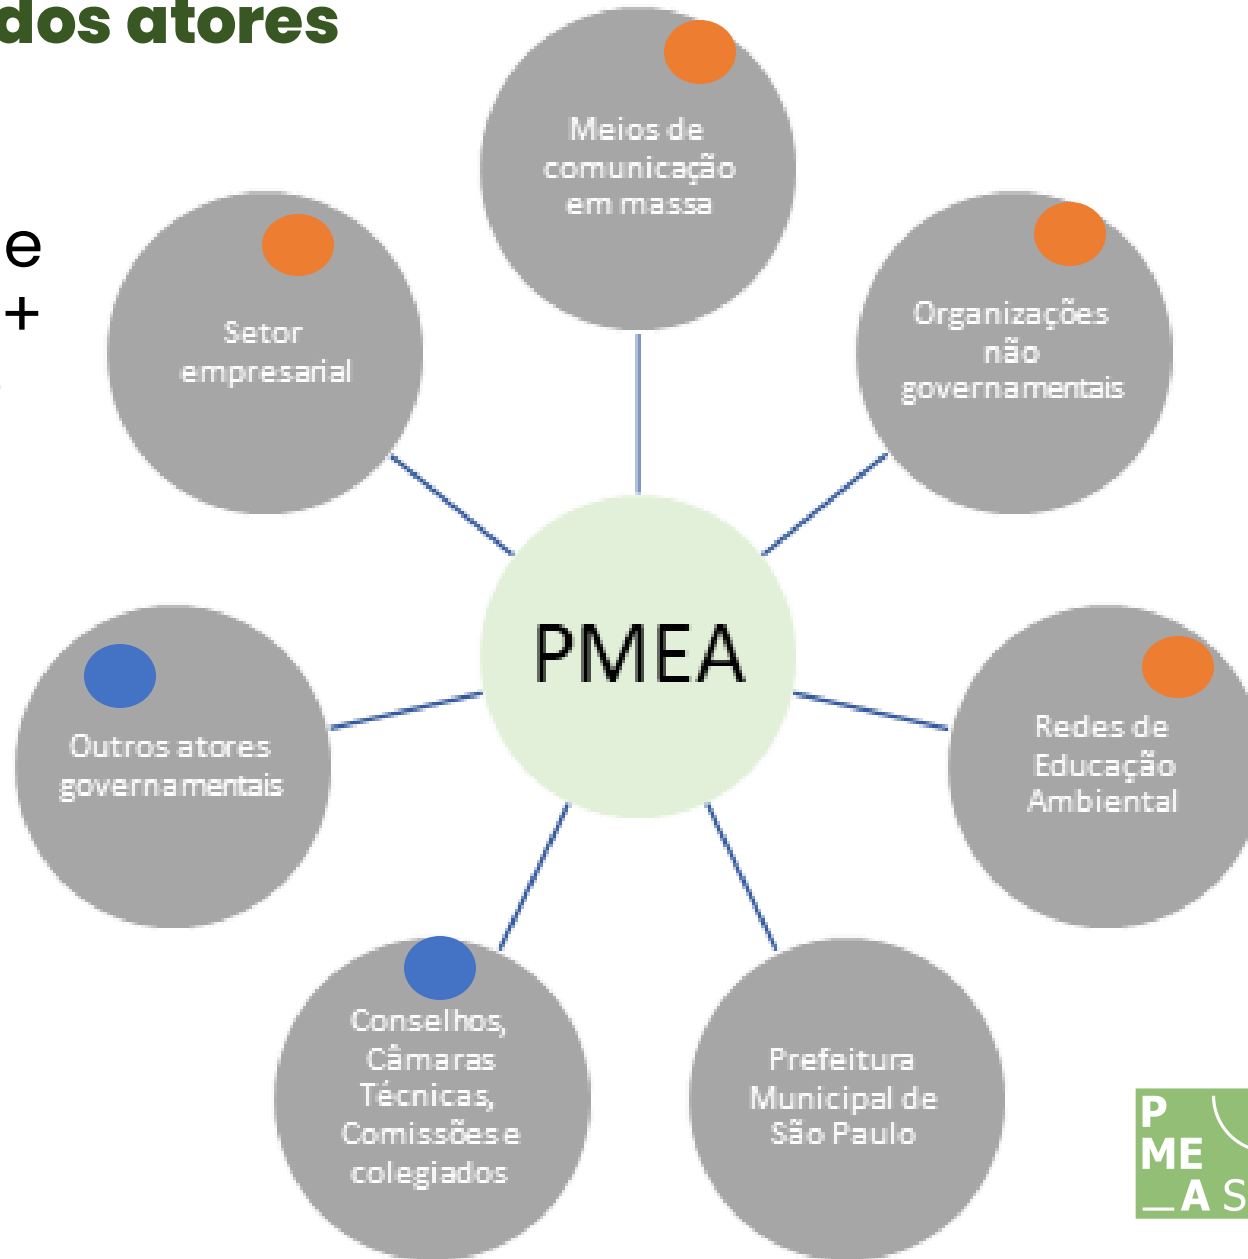 dos atores
e
+
Meios de
comunicação
em massa
Setor
empresarial
Organizações
não
governamentais
PMEA
Outros atores
governamentais
Redes de
Educação
Ambiental
Conselhos,
Câmaras
Técnicas,
Comissões e
colegiados
Prefeitura
Municipal de
São Paulo
P
ME
_A S